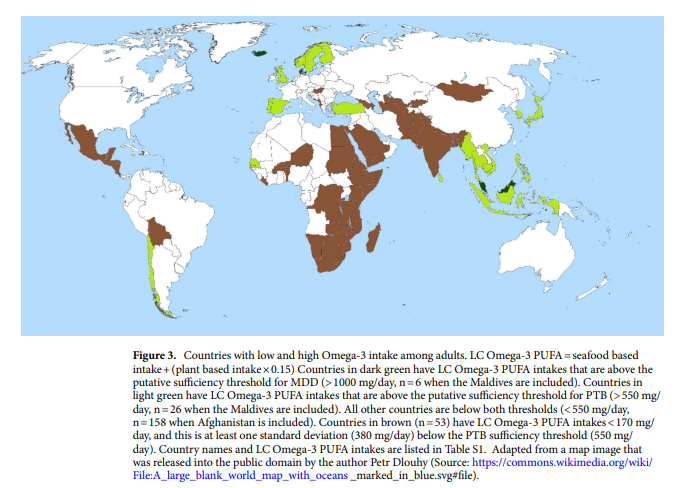 Figure 3. Countries with low and high Omega-3 intake among adults. LC Omega-3 PUFA = seafood based
intake + (plant based intake × 0.15) Countries in dark green have LC Omega-3 PUFA intakes that are above the
putative sufficiency threshold for MDD (> 1000 mg/day, n = 6 when the Maldives are included). Countries in
light green have LC Omega-3 PUFA intakes that are above the putative sufficiency threshold for PTB (> 550 mg/
day, n = 26 when the Maldives are included). All other countries are below both thresholds (< 550 mg/day,
n = 158 when Afghanistan is included). Countries in brown (n = 53) have LC Omega-3 PUFA intakes < 170 mg/
day, and this is at least one standard deviation (380 mg/day) below the PTB sufficiency threshold (550 mg/
day). Country names and LC Omega-3 PUFA intakes are listed in Table S1. Adapted from a map image that
was released into the public domain by the author Petr Dlouhy (Source: https://commons.wikimedia.org/wiki/
File:A_large_blank_world_map_with_oceans _marked_in_blue.svg#file).